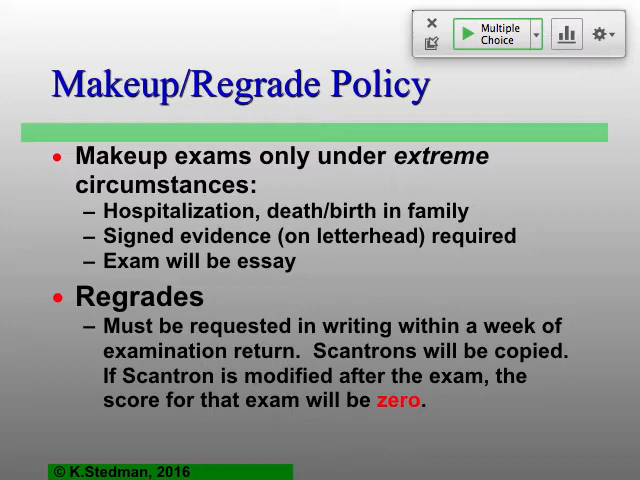 Multiple
Choice
Makeup/Regrade Policy
• Makeup exams only under extreme
circumstances:
– Hospitalization, death/birth in family
– Signed evidence (on letterhead) required
– Exam will be essay
• Regrades
– Must be requested in writing within a week of
examination return.  Scantrons will be copied.
If Scantron is modified after the exam, the
score for that exam will be zero.
© K.Stedman, 2016